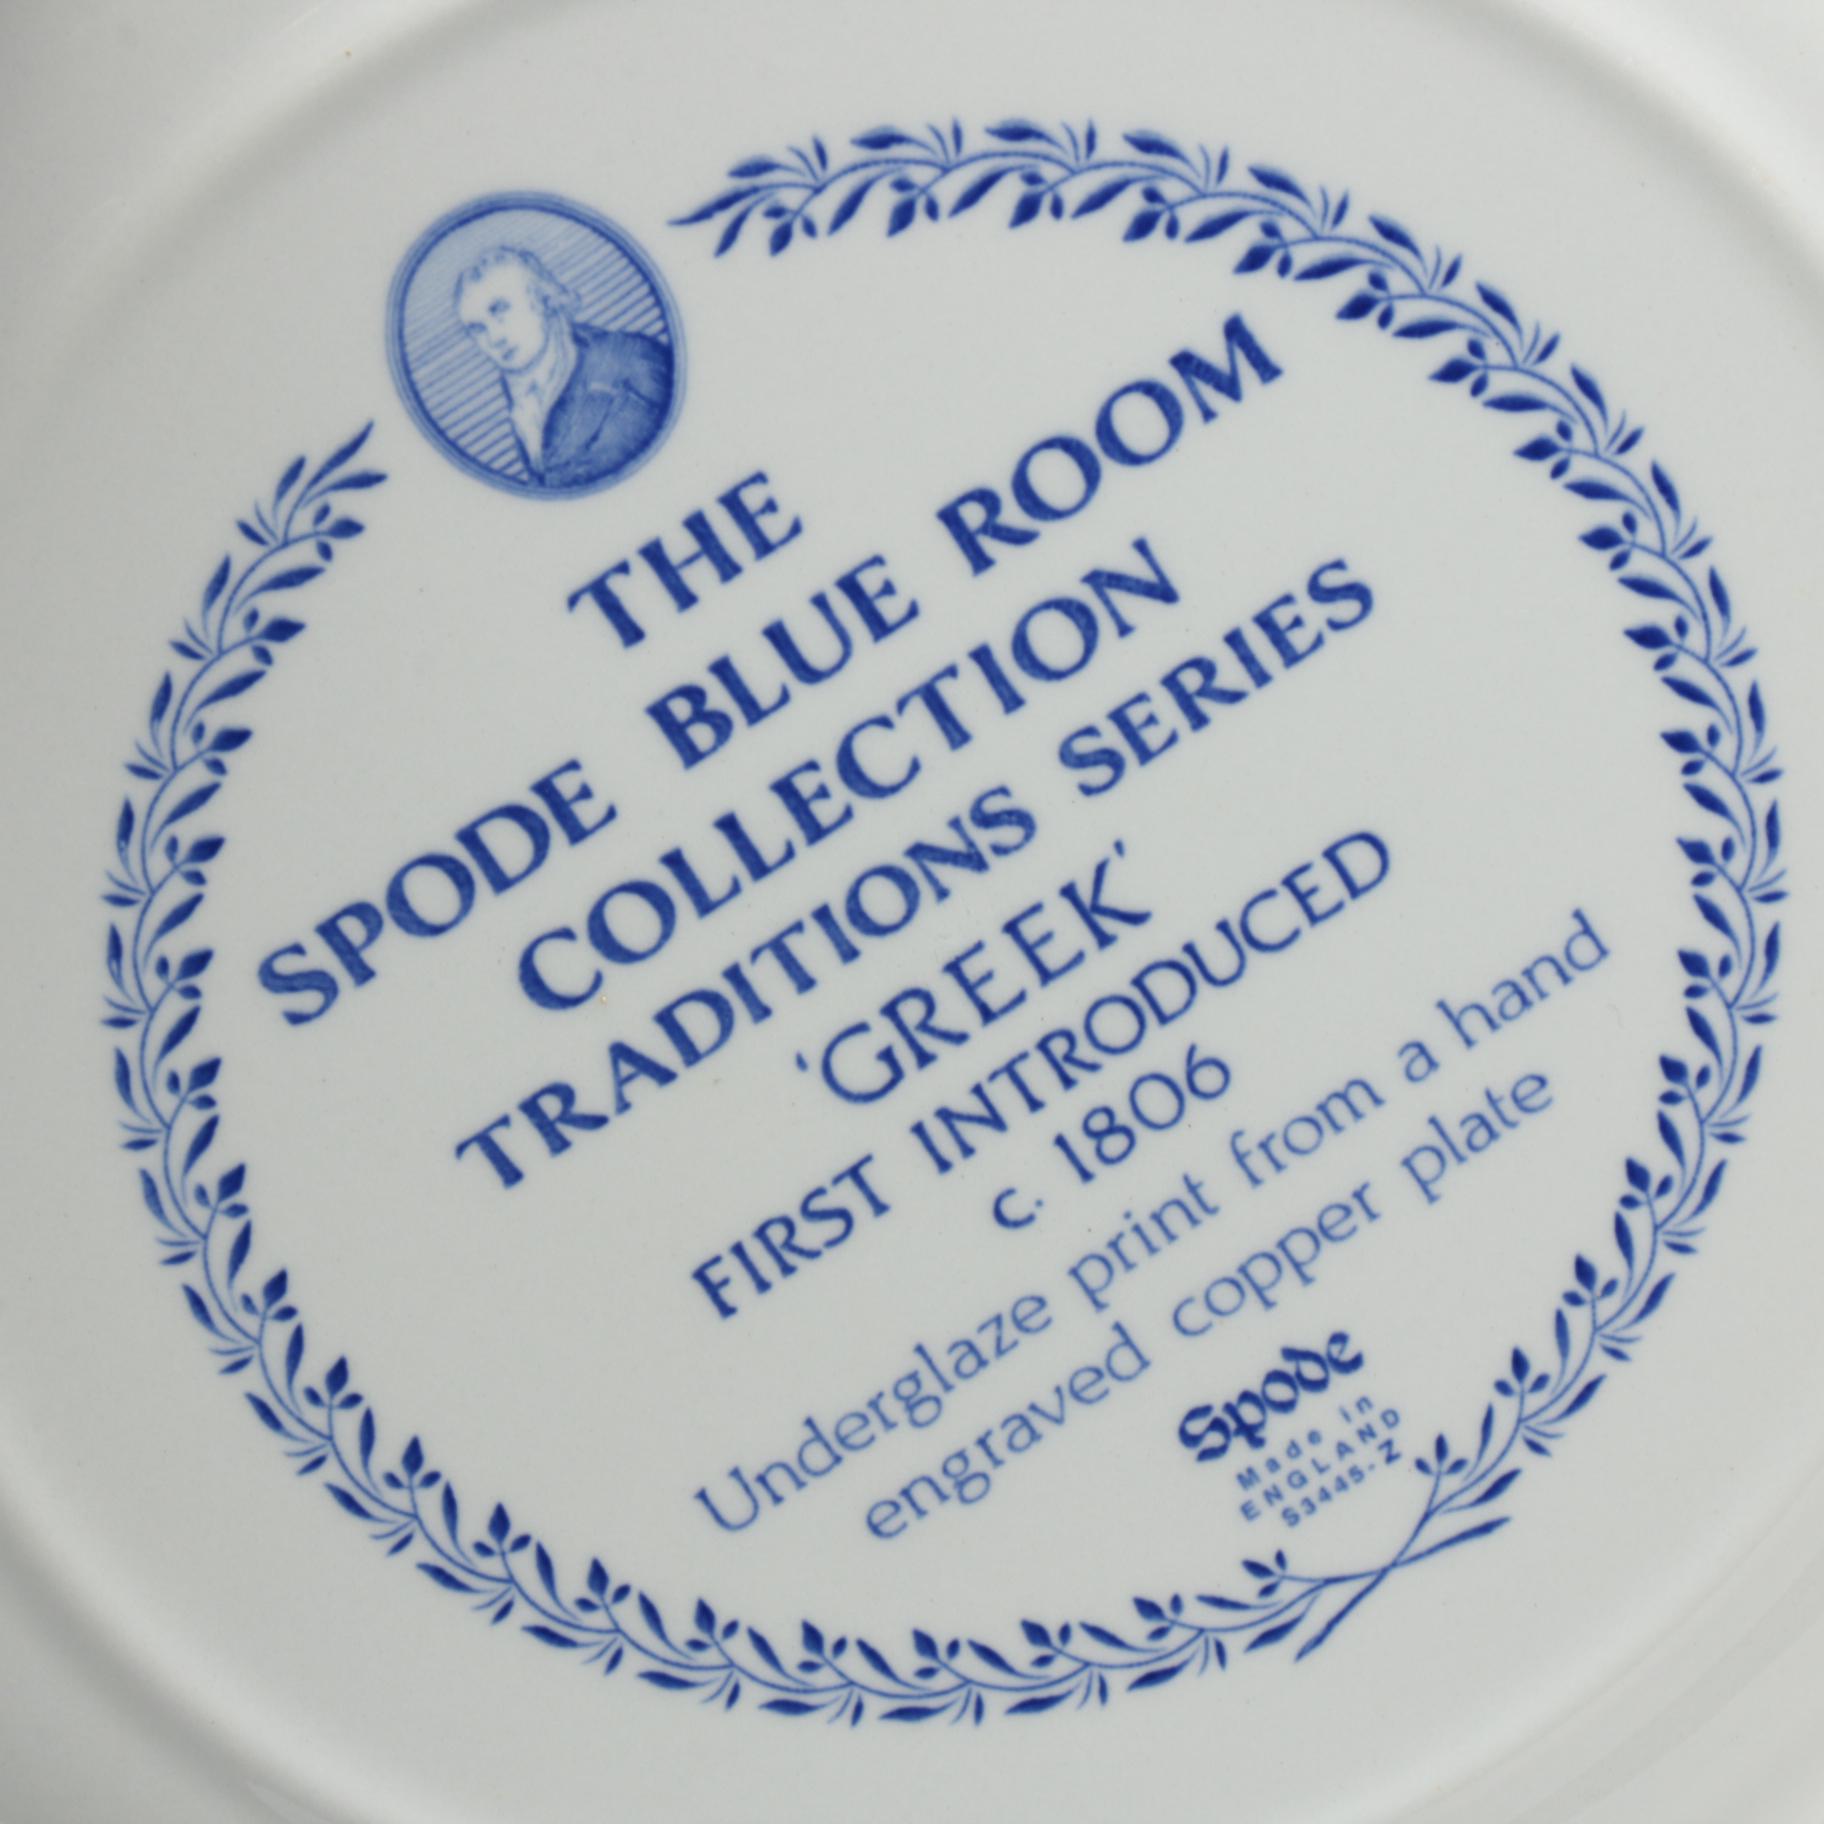 THE
SPODE BLUE ROOM
COLLECTION
TRADITIONS SERIES
'GREEK'
FIRST INTRODUCED
c. 1806
Underglaze print from a hand
engraved copper plate
Spode
Made in
ENGLAND
S3445-Z